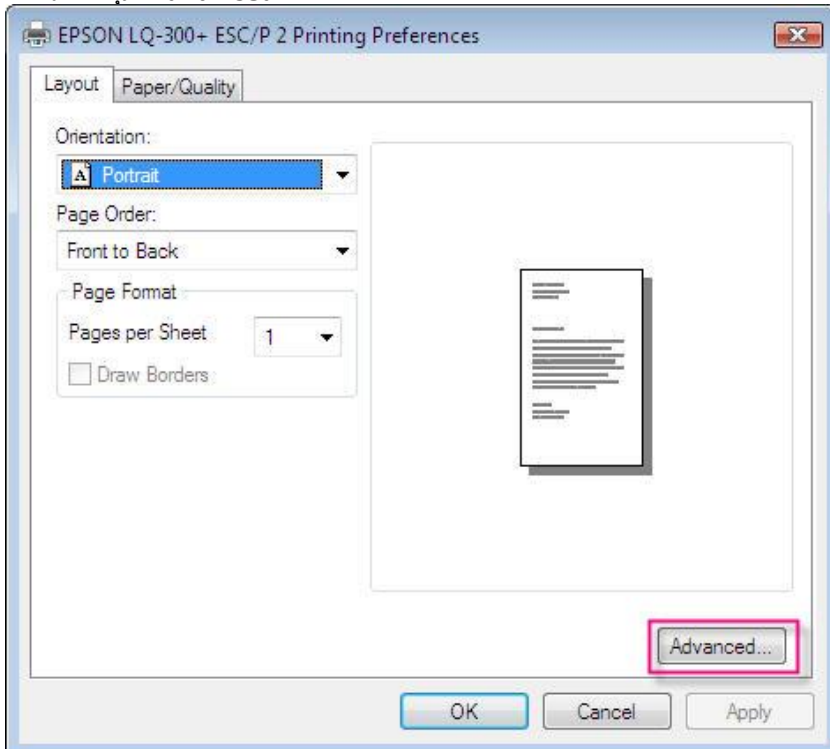 EPSON LQ-300+ ESC/P 2 Printing Preferences
Layout Paper/Quality
Orientation:
Portrait
Page Order:
Front to Back
Page Format
Pages per Sheet 1
Draw Borders
Advanced...
OK Cancel Apply